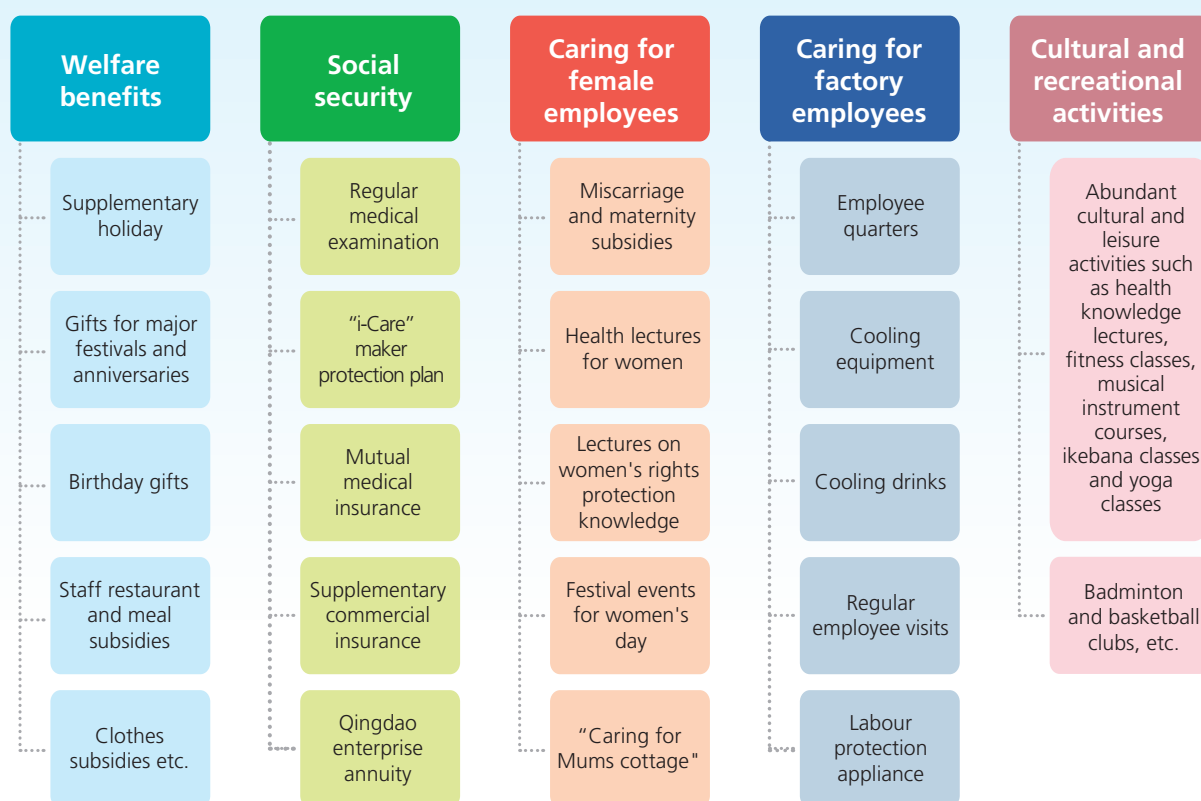 Welfare
benefits
Supplementary
holiday
Gifts for major
festivals and
anniversaries
Birthday gifts
Staff restaurant
and meal
subsidies
Clothes
subsidies etc.
Social
security
Regular
medical
examination
“i-Care”
maker
protection plan
Mutual
medical
insurance
Supplementary
commercial
insurance
Qingdao
enterprise
annuity
Caring for
female
employees
Miscarriage
and maternity
subsidies
Health lectures
for women
Lectures on
women's rights
protection
knowledge
Festival events
for women's
day
“Caring for
Mums cottage"
Caring for
factory
employees
Employee
quarters
Cooling
equipment
Cooling drinks
Regular
employee visits
Labour
protection
appliance
Cultural and
recreational
activities
Abundant
cultural and
leisure
activities such
as health
knowledge
lectures,
fitness classes,
musical
instrument
courses,
ikebana classes
and yoga
classes
Badminton
and basketball
clubs, etc.